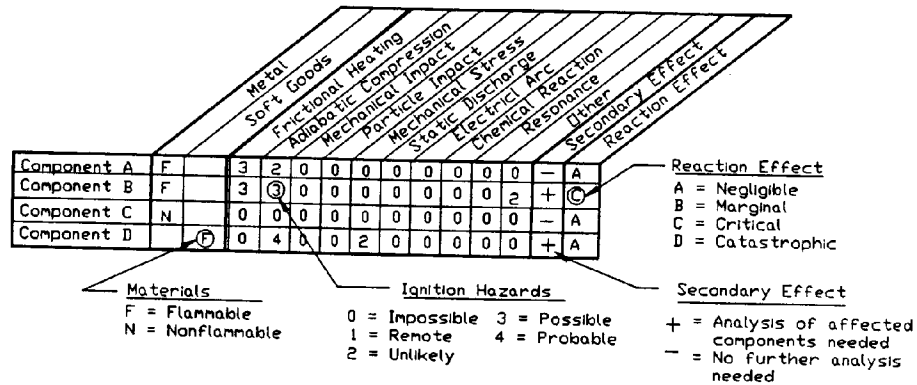 Metal
Soft Goods
Frictional Heating
Adiabatic Compression
Mechanical Impact
Particle Impact
Mechanical Stress
Static Discharge
Electricl Arc
Chemical Reaction
Resonance
Other
Secondary Effect
Reaction Effect
Component A F 3 2 0 0 0 0 0 0 0 0 - A
Component B F 3 3 0 0 0 0 0 0 0 2 + C
Component C N 0 0 0 0 0 0 0 0 0 0 - A
Component D F 0 4 0 0 2 0 0 0 0 0 + A
Reaction Effect
A = Negligible
B = Marginal
C = Critical
D = Catastrophic
Materials
F = Flammable
N = Nonflammable
Ignition Hazards
0 = Impossible 3 = Possible
1 = Remote 4 = Probable
2 = Unlikely
Secondary Effect
+ = Analysis of affected
components needed
- = No further analysis
needed